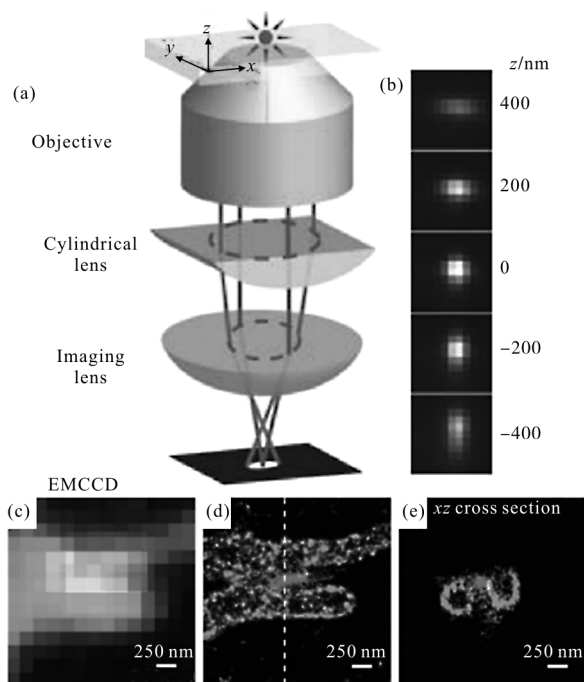 z
y
x
(a)
(b)
z/nm
400
Objective
200
Cylindrical
lens
0
Imaging
lens
−200
−400
EMCCD
(c)
(d)
(e)
xz cross section
250 nm
250 nm
250 nm